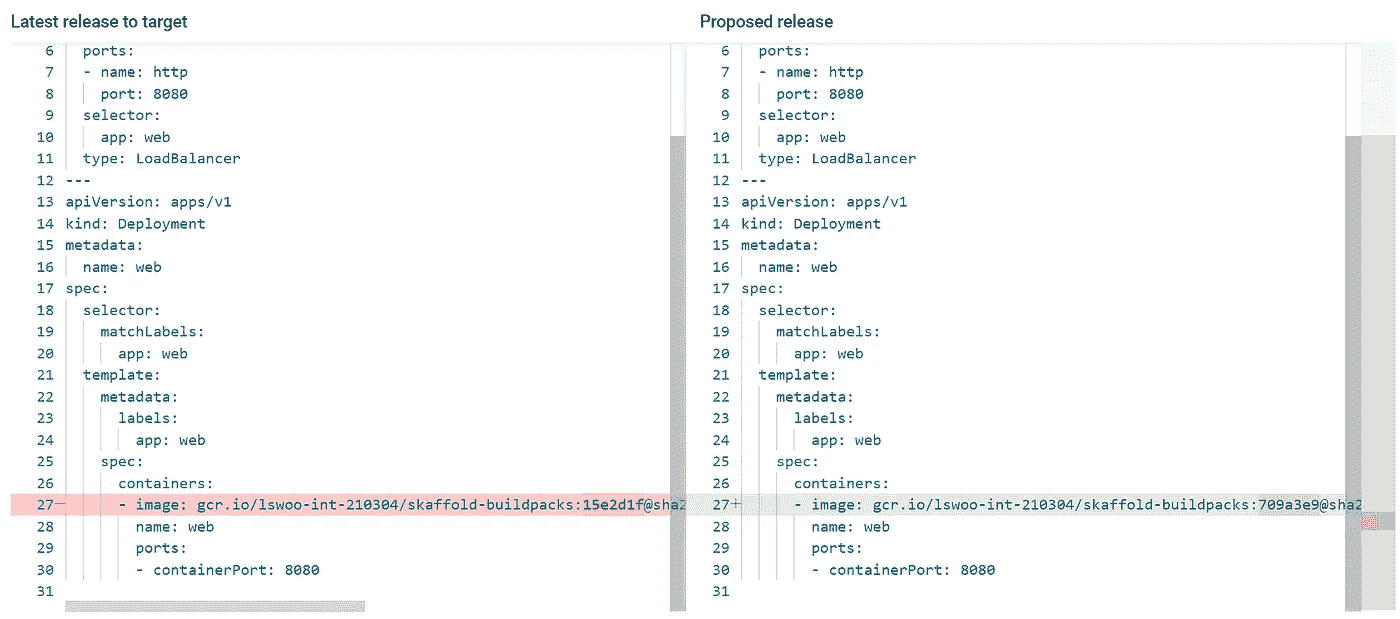 Latest release to target
6 ports:
7 - name: http
8 port: 8080
9 selector:
10 app: web
11 type: LoadBalancer
12 ---
13 apiVersion: apps/v1
14 kind: Deployment
15 metadata:
16 name: web
17 spec:
18 selector:
19 matchLabels:
20 app: web
21 template:
22 metadata:
23 labels:
24 app: web
25 spec:
26 containers:
27— - image: gcr.io/lswoo-int-210304/skaffold-buildpacks:15e2d1f@sha2
28 name: web
29 ports:
30 - containerPort: 8080
31
Proposed release
6 ports:
7 - name: http
8 port: 8080
9 selector:
10 app: web
11 type: LoadBalancer
12 ---
13 apiVersion: apps/v1
14 kind: Deployment
15 metadata:
16 name: web
17 spec:
18 selector:
19 matchLabels:
20 app: web
21 template:
22 metadata:
23 labels:
24 app: web
25 spec:
26 containers:
27+ - image: gcr.io/lswoo-int-210304/skaffold-buildpacks:709a3e9@sha2
28 name: web
29 ports:
30 - containerPort: 8080
31